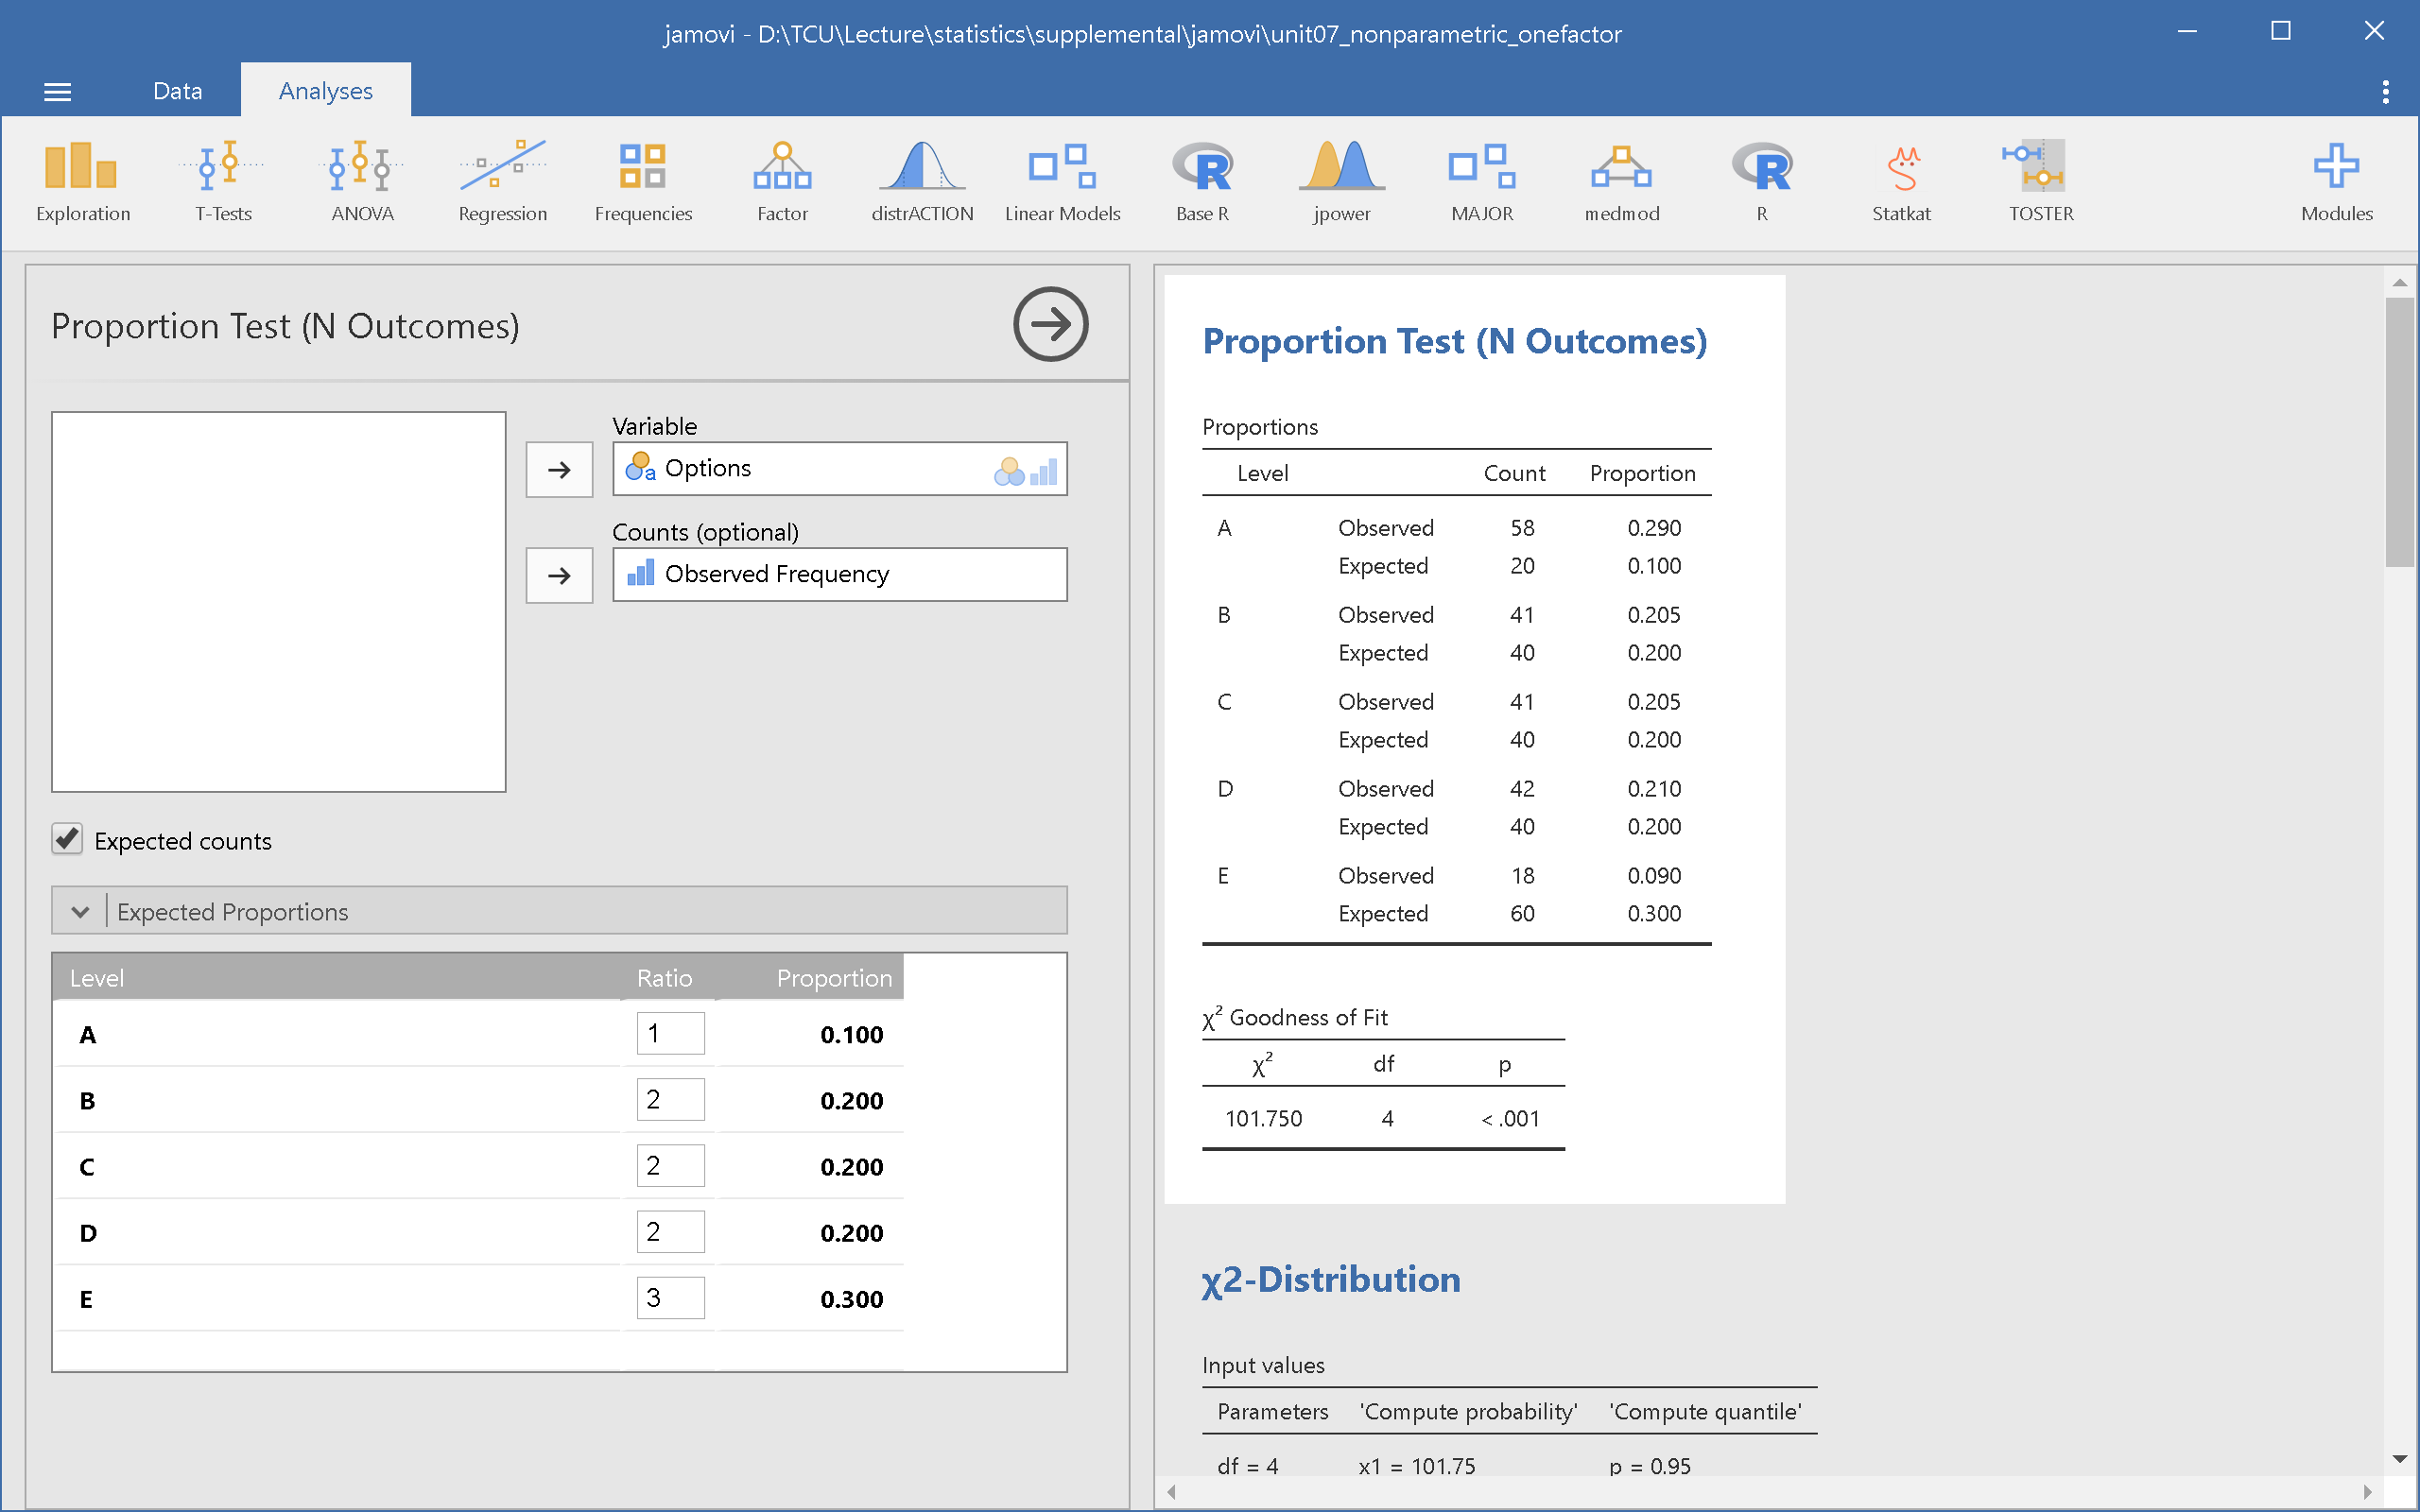 jamovi - D:\TCU\Lecture\statistics\supplemental\jamovi\unit07_nonparametric_onefactor
Data Analyses
Exploration T-Tests ANOVA Regression Frequencies Factor distrACTION Linear Models Base R jpower MAJOR medmod R Statkat TOSTER Modules
Proportion Test (N Outcomes)
Variable
Options
Counts (optional)
Observed Frequency
Expected counts
Expected Proportions
Level Ratio Proportion
A 1 0.100
B 2 0.200
C 2 0.200
D 2 0.200
E 3 0.300
Proportion Test (N Outcomes)
Proportions
Level Count Proportion
A Observed 58 0.290
Expected 20 0.100
B Observed 41 0.205
Expected 40 0.200
C Observed 41 0.205
Expected 40 0.200
D Observed 42 0.210
Expected 40 0.200
E Observed 18 0.090
Expected 60 0.300
χ² Goodness of Fit
χ² df p
101.750 4 < .001
χ2-Distribution
Input values
Parameters 'Compute probability' 'Compute quantile'
df = 4 x1 = 101.75 p = 0.95